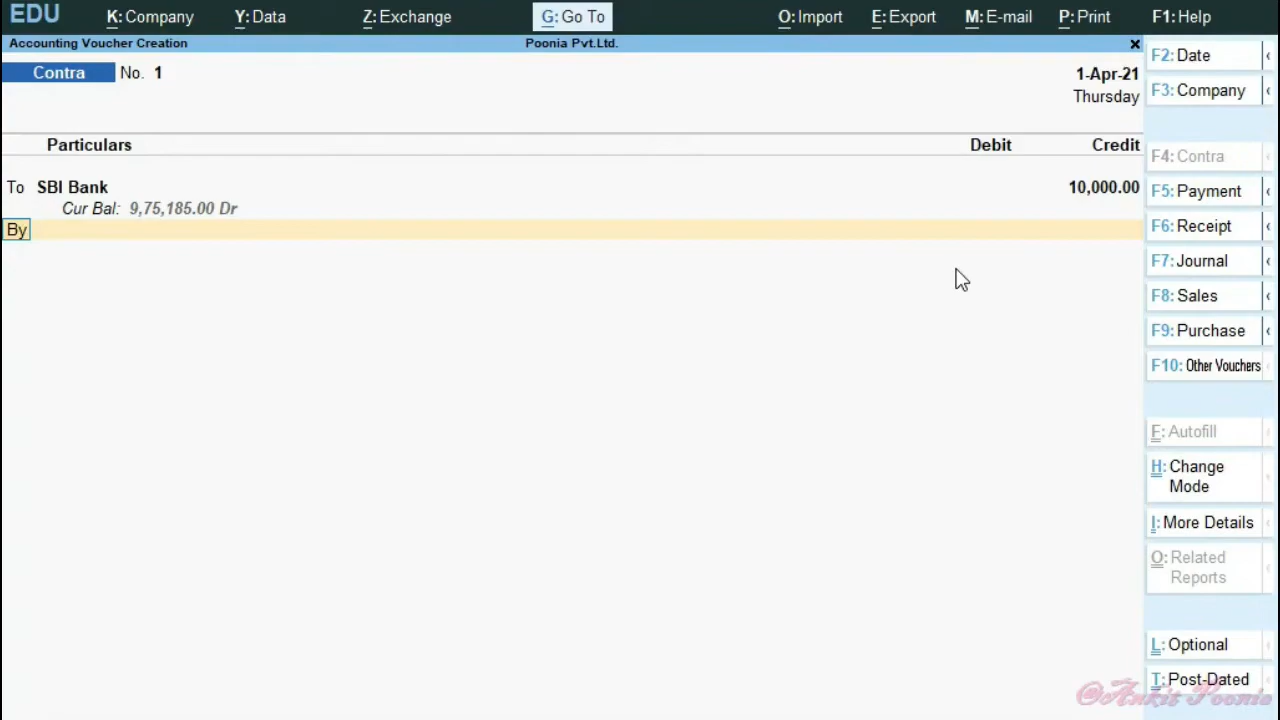 EDU K: Company Y: Data Z: Exchange G: Go To O: Import E: Export M: E-mail P: Print F1: Help
Accounting Voucher Creation Poonia Pvt.Ltd. ×
Contra No. 1 1-Apr-21
Thursday
Particulars Debit Credit
To SBI Bank 10,000.00
Cur Bal: 9,75,185.00 Dr
By
F2: Date
F3: Company
F4: Contra
F5: Payment
F6: Receipt
F7: Journal
F8: Sales
F9: Purchase
F10: Other Vouchers
F: Autofill
H: Change
Mode
I: More Details
O: Related
Reports
L: Optional
T: Post-Dated
@Ankit Poonia